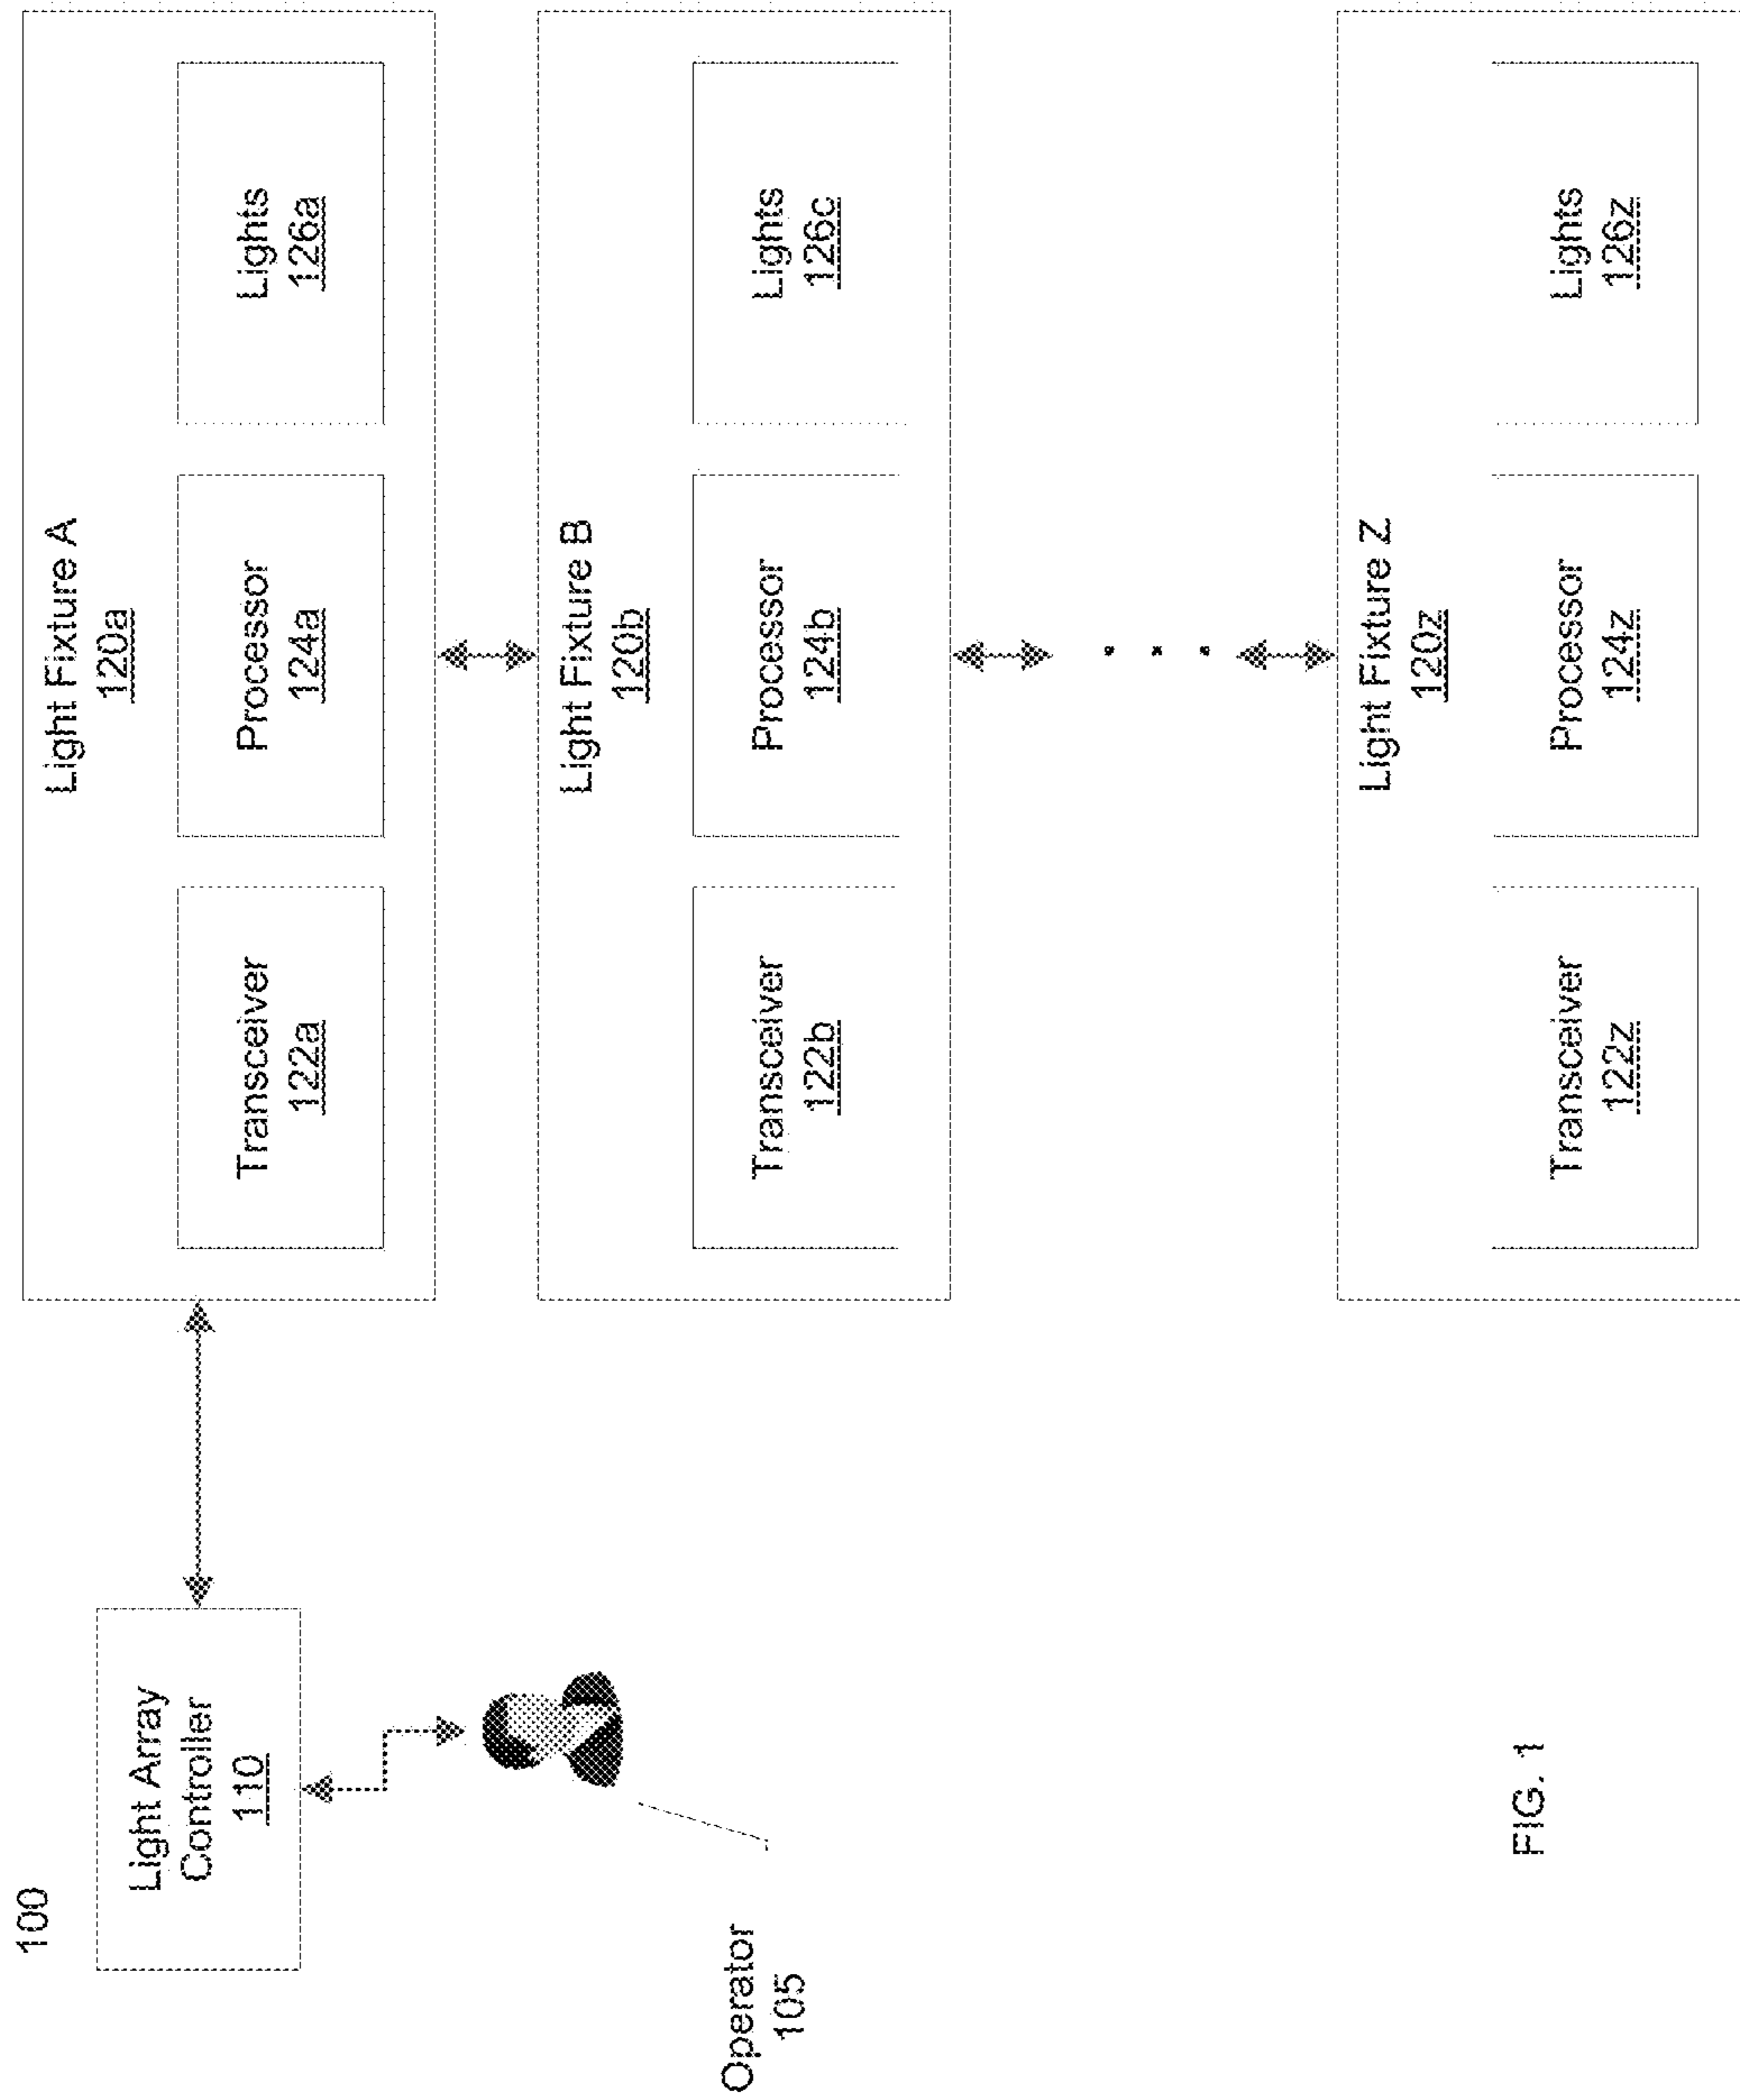 100
Light Array
Controller
110
Operator
105
Light Fixture A
120a
Transceiver
122a
Processor
124a
Lights
126a
Light Fixture B
120b
Transceiver
122b
Processor
124b
Lights
126c
Light Fixture Z
120z
Transceiver
122z
Processor
124z
Lights
126z
FIG. 1